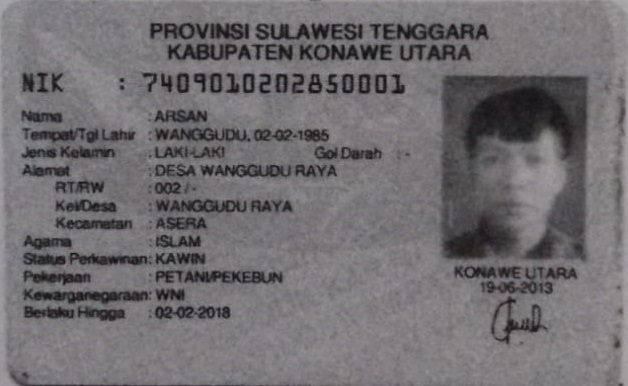 PROVINSI SULAWESI TENGGARA
KABUPATEN KONAWE UTARA
NIK : 7409010202850001
Nama : ARSAN
Tempat/Tgl Lahir : WANGGUDU, 02-02-1985
Jenis Kelamin : LAKI-LAKI Gol Darah : -
Alamat : DESA WANGGUDU RAYA
RT/RW : 002 / -
Kel/Desa : WANGGUDU RAYA
Kecamatan : ASERA
Agama : ISLAM
Status Perkawinan: KAWIN
Pekerjaan : PETANI/PEKEBUN
Kewarganegaraan: WNI
Berlaku Hingga : 02-02-2018
KONAWE UTARA
19-06-2013